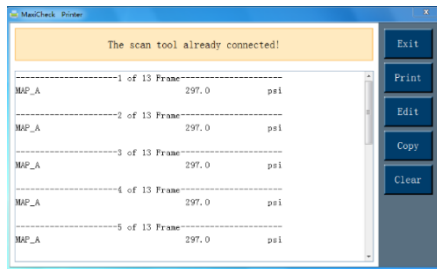 MaxiCheck Printer
The scan tool already connected!
Exit
Print
Edit
Copy
Clear
--------------------1 of 13 Frame--------------------
MAP_A 297.0 psi
--------------------2 of 13 Frame--------------------
MAP_A 297.0 psi
--------------------3 of 13 Frame--------------------
MAP_A 297.0 psi
--------------------4 of 13 Frame--------------------
MAP_A 297.0 psi
--------------------5 of 13 Frame--------------------
MAP_A 297.0 psi